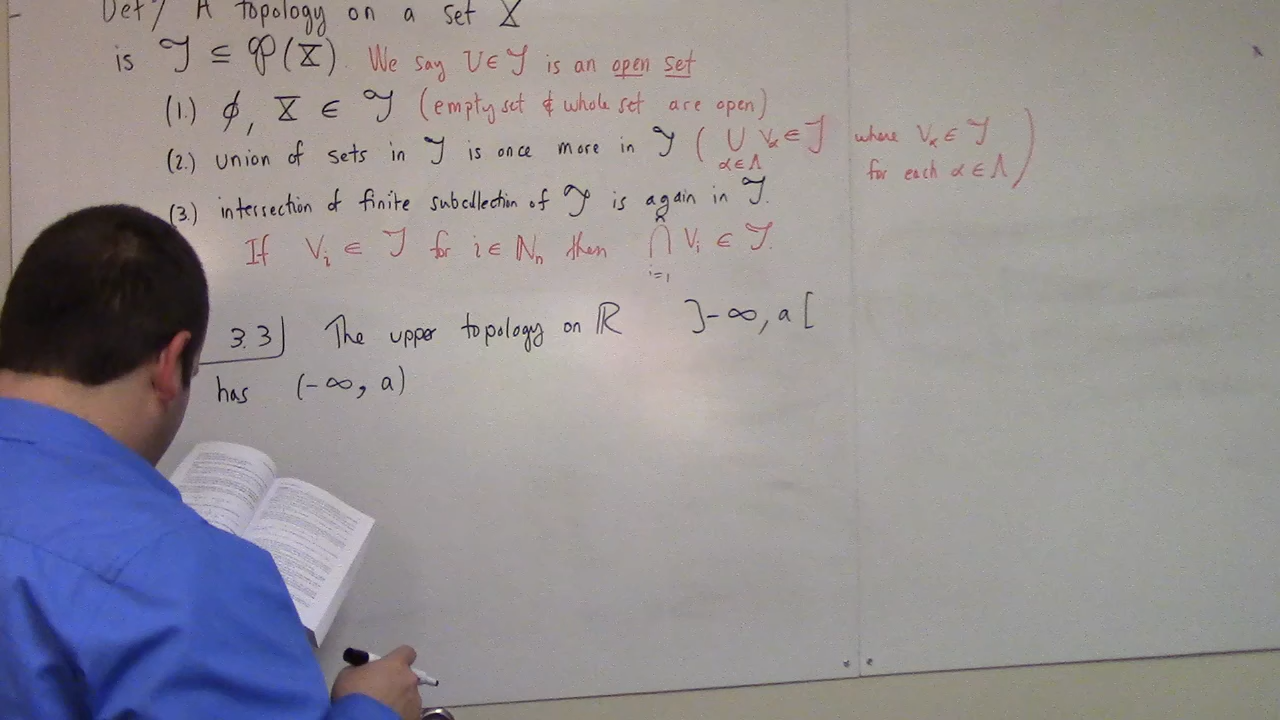 Def/ A topology on a set X
is 𝒯 ⊆ 𝒫(X). We say U ∈ 𝒯 is an open set
(1.) ∅, X ∈ 𝒯 (empty set & whole set are open)
(2.) union of sets in 𝒯 is once more in 𝒯 ( ∪ Vα ∈ 𝒯 where Vα ∈ 𝒯
α∈Λ for each α ∈ Λ )
(3.) intersection of finite subcollection of 𝒯 is again in 𝒯.
If Vi ∈ 𝒯 for i ∈ ℕn then n ⋂ i=1 Vi ∈ 𝒯.
3.3 The upper topology on ℝ ]-∞, a[
has (-∞, a)